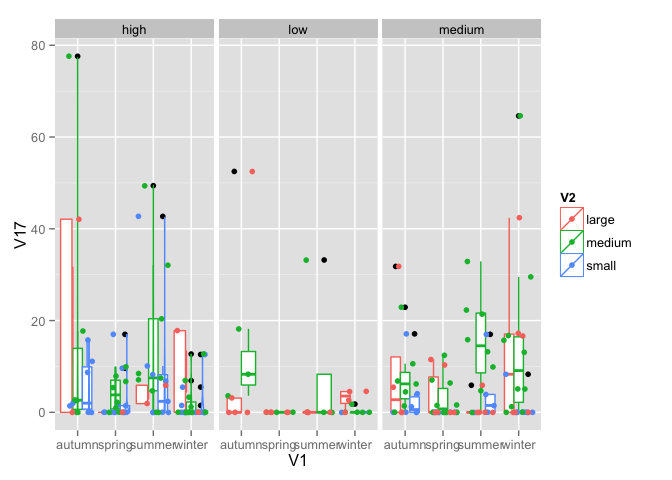 high low medium
80
60
40
20
0
V17
autumn spring summer winter autumn spring summer winter autumn spring summer winter
V1
V2
large
medium
small